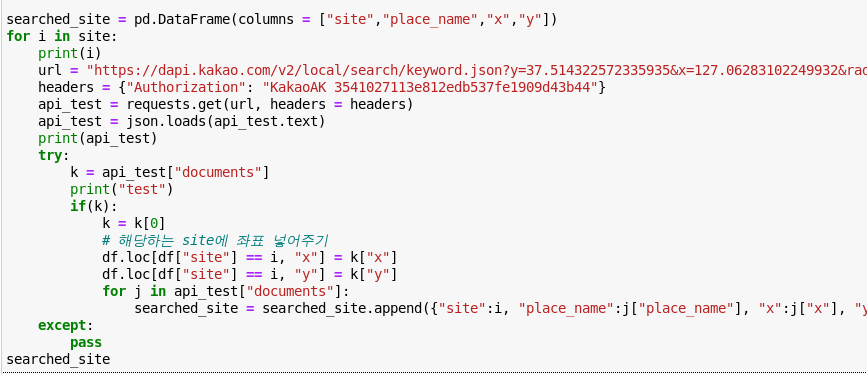 searched_site = pd.DataFrame(columns = ["site","place_name","x","y"])
for i in site:
    print(i)
    url = "https://dapi.kakao.com/v2/local/search/keyword.json?y=37.514322572335935&x=127.06283102249932&rad
    headers = {"Authorization": "KakaoAK 3541027113e812edb537fe1909d43b44"}
    api_test = requests.get(url, headers = headers)
    api_test = json.loads(api_test.text)
    print(api_test)
    try:
        k = api_test["documents"]
        print("test")
        if(k):
            k = k[0]
            # 해당하는 site에 좌표 넣어주기
            df.loc[df["site"] == i, "x"] = k["x"]
            df.loc[df["site"] == i, "y"] = k["y"]
            for j in api_test["documents"]:
                searched_site = searched_site.append({"site":i, "place_name":j["place_name"], "x":j["x"], "y
    except:
        pass
searched_site